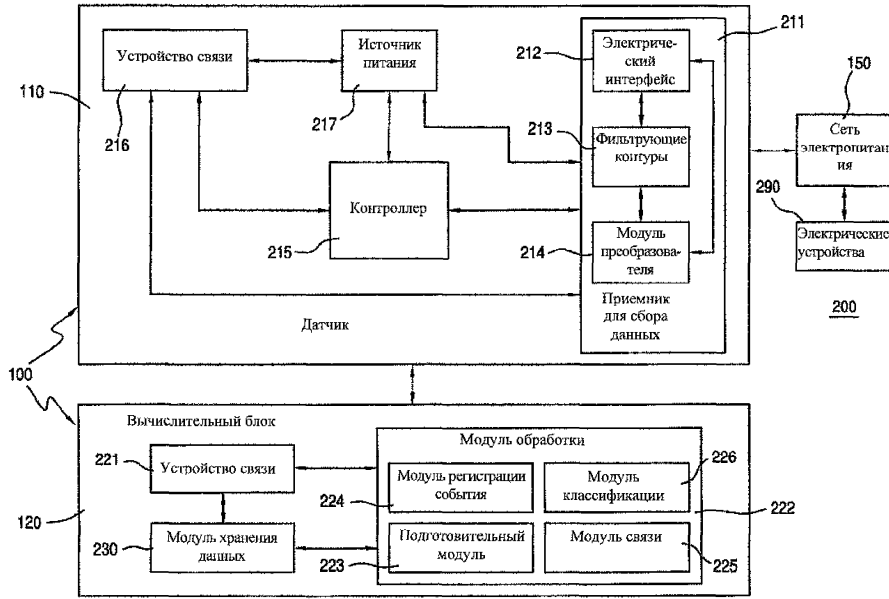 211
Устройство связи
Источник
питания
212
Электричес-
ский
интерфейс
150
110
216
217
213
Фильтрующие
контуры
Сеть
электропитан
ия
290
Контроллер
215
214
Модуль
преобразова-
теля
Электрические
устройства
200
Датчик
Приемник
для сбора
данных
100
Вычислительный блок
Модуль обработки
221
Устройство связи
226
Модуль регистрации
события
Модуль
классификации
224
222
120
230
Модуль хранения
данных
Подготовительный
модуль
Модуль связи
223
225